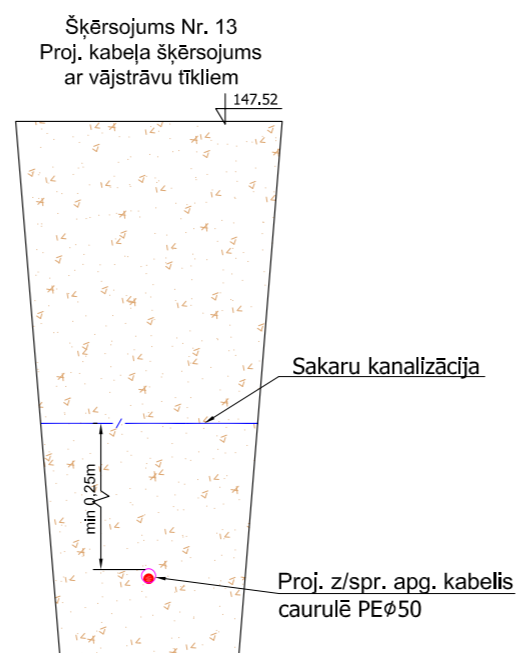 Šķērsojums Nr. 13
Proj. kabeļa šķērsojums
ar vājstrāvu tīkliem
147.52
Sakaru kanalizācija
min 0,25m
Proj. z/spr. apg. kabelis
caurulē PEø50